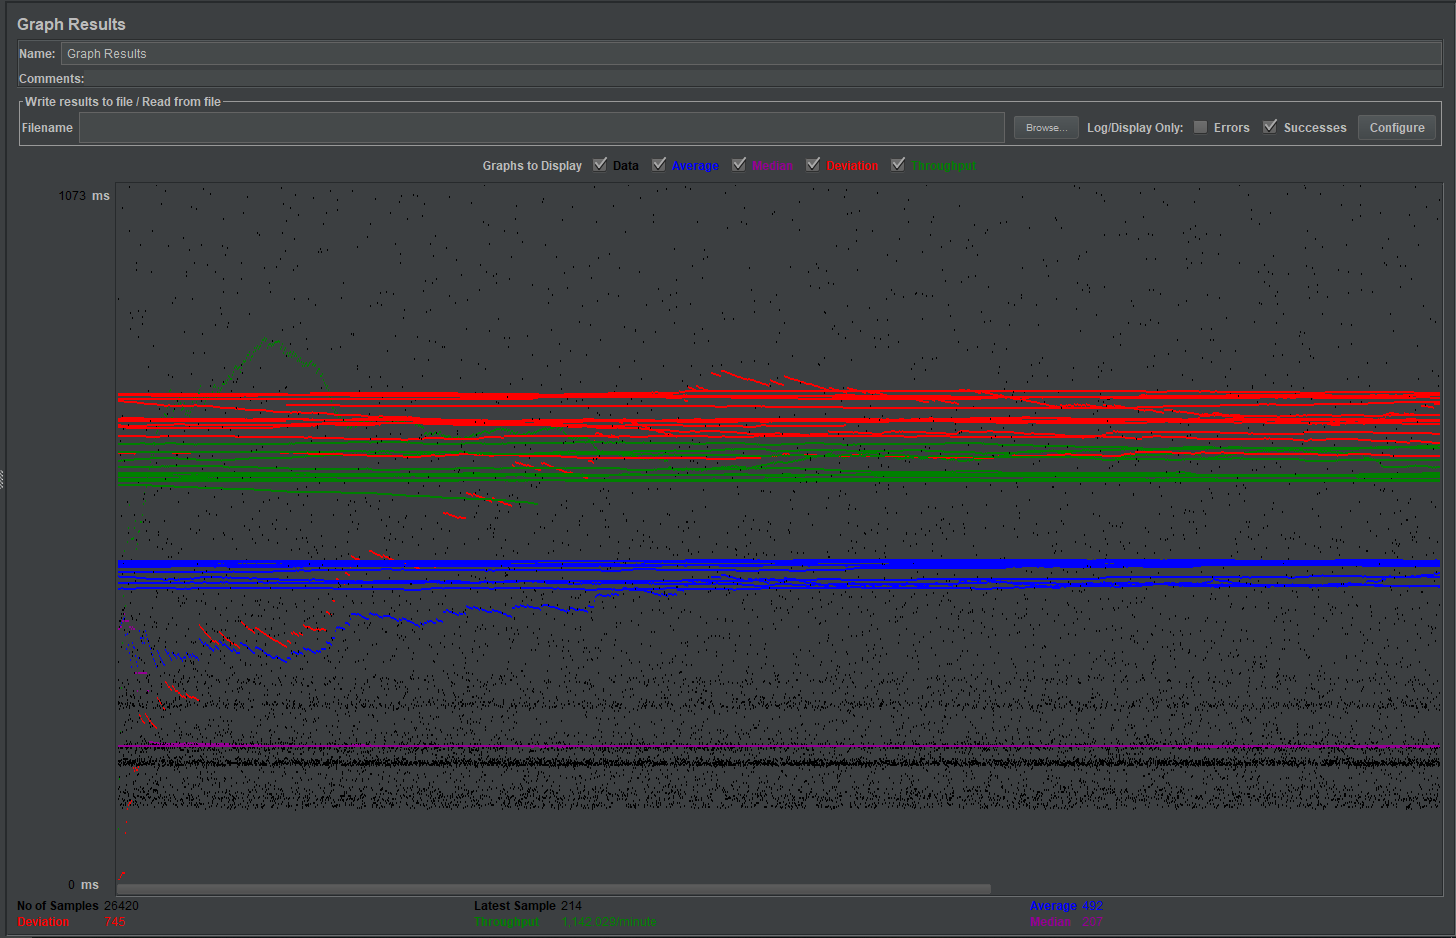 Graph Results
Name: Graph Results
Comments:
Write results to file / Read from file
Filename Browse... Log/Display Only: Errors Successes Configure
Graphs to Display Data Average Median Deviation Throughput
1073 ms
0 ms
No of Samples 26420 Latest Sample 214 Average 492
Deviation 745 Throughput 1,142.029/minute Median